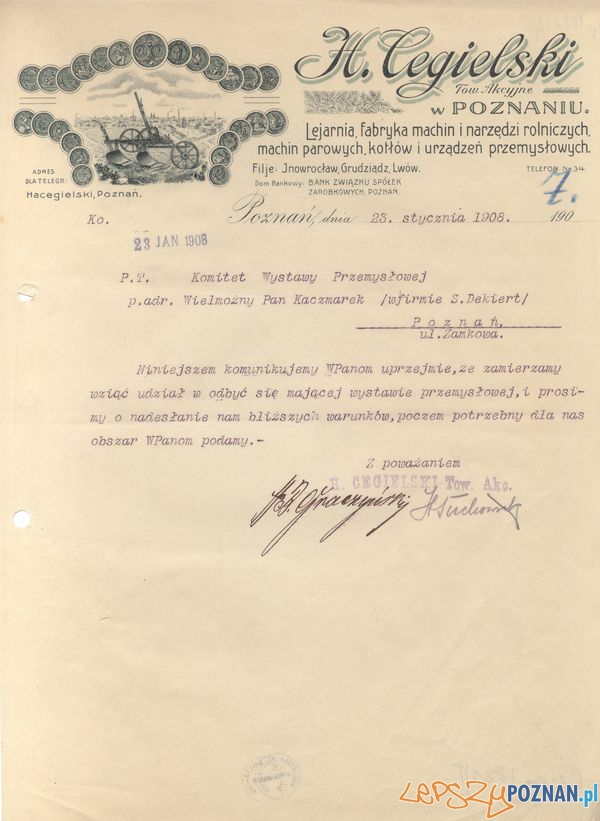 H. Cegielski
Tow. Akcyjne
w POZNANIU.
Lejarnia, fabryka machin i narzędzi rolniczych,
machin parowych, kotłów i urządzeń przemysłowych.
Filje: Jnowrocław, Grudziądz, Lwów.
TELEFON No 34.
Dom Bankowy: BANK ZWIĄZKU SPÓŁEK
ZAROBKOWYCH, POZNAŃ.
ADRES
DLA TELEGR:
Hacegielski, Poznań.
7.
Ko.
Poznań, dnia 23. stycznia 1908. 190
23 JAN 1908
P.T. Komitet Wystawy Przemysłowej
p.adr. Wielmożny Pan Kaczmarek /wfirmie S.Dekiert/
Poznań,
ul.Zamkowa.
Niniejszem komunikujemy WPanom uprzejmie,że zamierzamy
wziąć udział w odbyć się mającej wystawie przemysłowej,i prosi-
my o nadesłanie nam bliższych warunków,poczem potrzebny dla nas
obszar WPanom podamy.-
Z poważaniem
H. CEGIELSKI Tow. Akc.
LEPSZYPOZNAN.pl